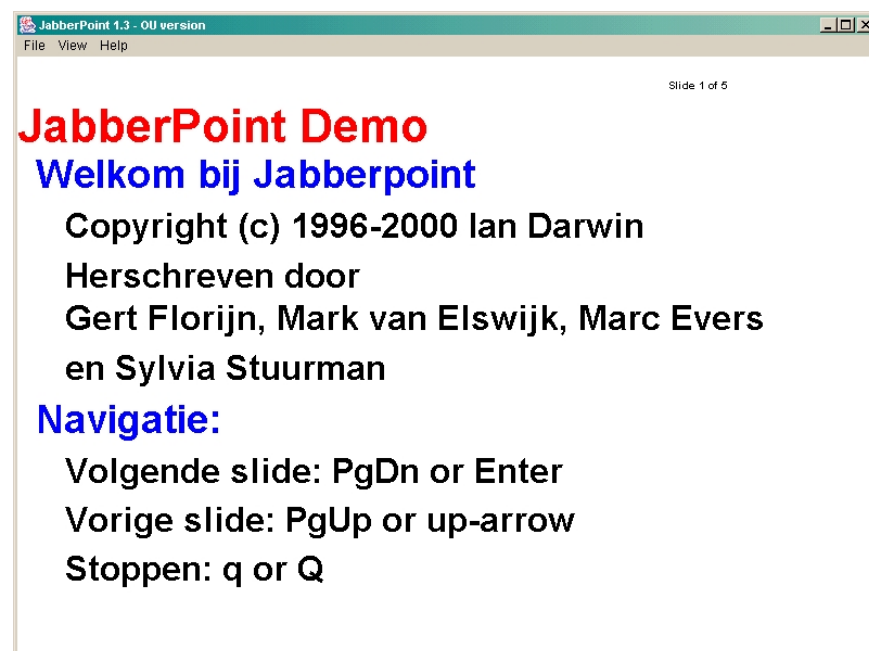 JabberPoint 1.3 - OU version
File View Help
Slide 1 of 5
JabberPoint Demo
Welkom bij Jabberpoint
Copyright (c) 1996-2000 Ian Darwin
Herschreven door
Gert Florijn, Mark van Elswijk, Marc Evers
en Sylvia Stuurman
Navigatie:
Volgende slide: PgDn or Enter
Vorige slide: PgUp or up-arrow
Stoppen: q or Q